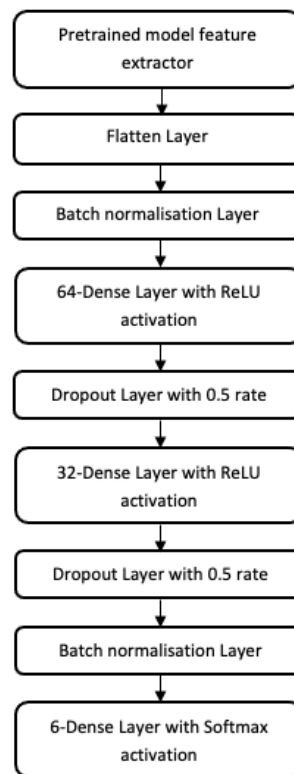 Pretrained model feature
extractor
Flatten Layer
Batch normalisation Layer
64-Dense Layer with ReLU
activation
Dropout Layer with 0.5 rate
32-Dense Layer with ReLU
activation
Dropout Layer with 0.5 rate
Batch normalisation Layer
6-Dense Layer with Softmax
activation